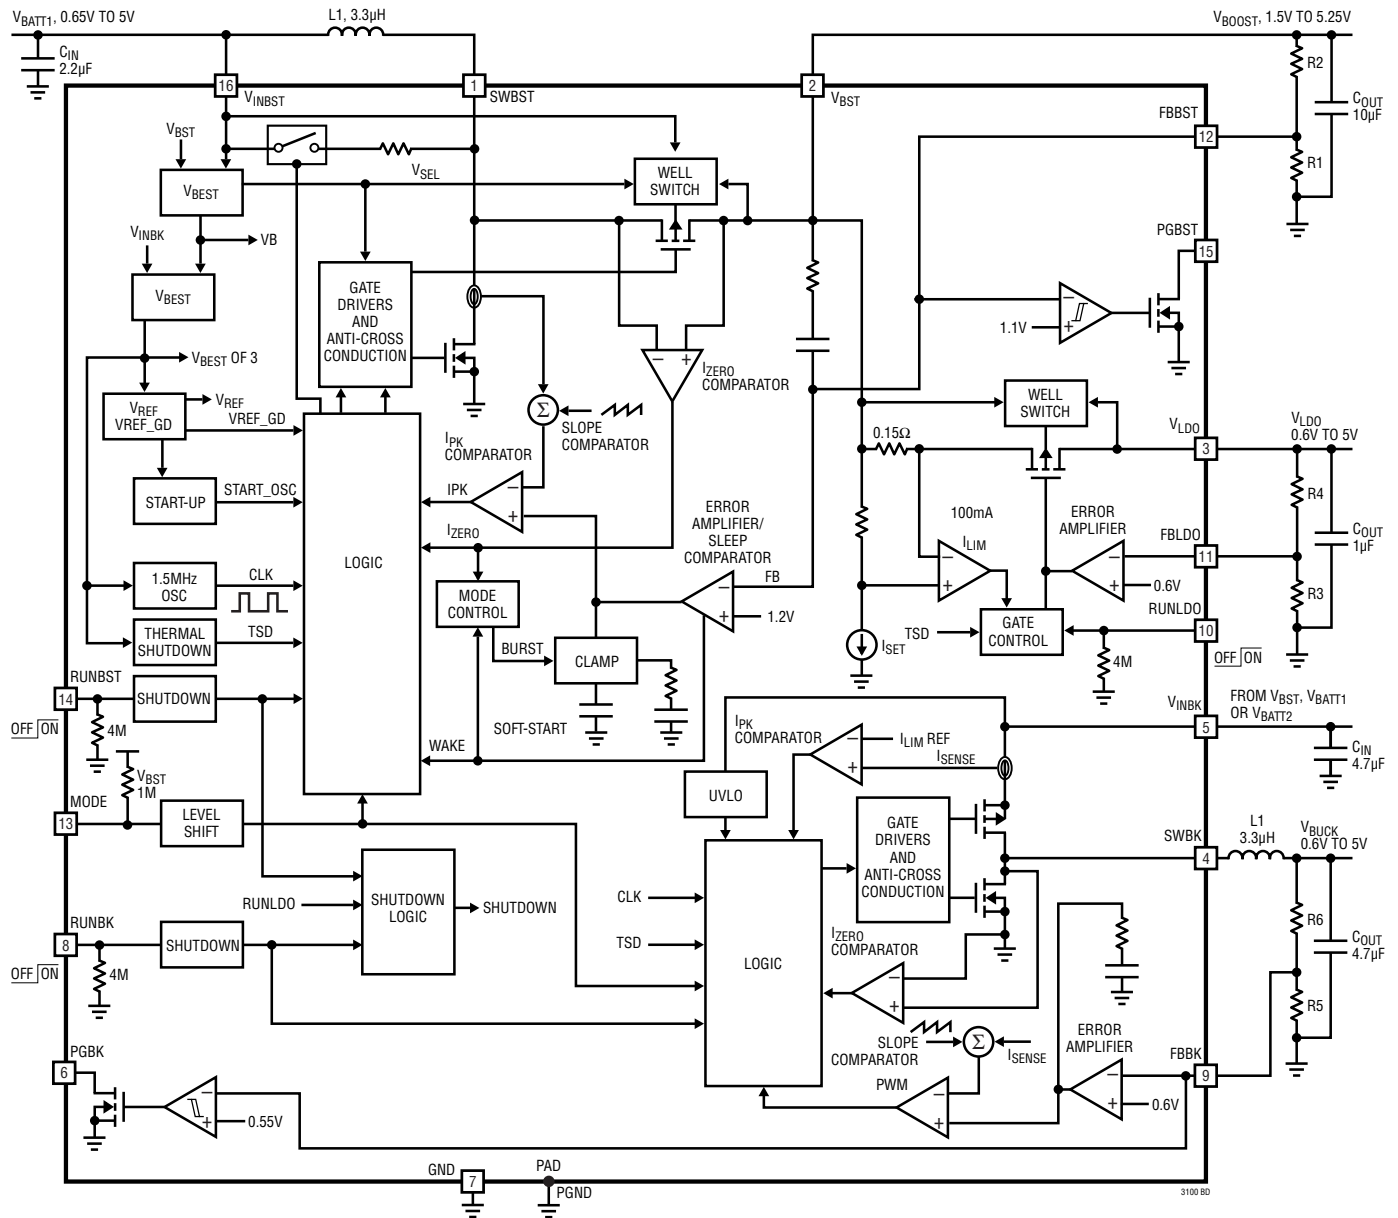 VBATT1, 0.65V TO 5V
L1, 3.3µH
VBOOST, 1.5V TO 5.25V
CIN
2.2µF
R2
COUT
10µF
R1
16
VINBST
1
SWBST
2
VBST
FBBST
12
VBST
VBEST
VSEL
WELL
SWITCH
VINBK
VB
VBEST
PGBST
15
GATE
DRIVERS
AND
ANTI-CROSS
CONDUCTION
1.1V
–
+
VBEST OF 3
– +
IZERO
COMPARATOR
WELL
SWITCH
VREF
VREF_GD
VREF
VREF_GD
Σ
SLOPE
COMPARATOR
0.15Ω
VLDO
3
VLDO
0.6V TO 5V
IPK
COMPARATOR
START-UP
START_OSC
IPK
–
+
100mA
ILIM
–
+
ERROR
AMPLIFIER
R4
COUT
1µF
ERROR
AMPLIFIER/
SLEEP
COMPARATOR
LOGIC
IZERO
FBLDO
11
–
+
0.6V
R3
1.5MHz
OSC
CLK
MODE
CONTROL
FB
–
+
1.2V
RUNLDO
10
OFF ON
THERMAL
SHUTDOWN
TSD
BURST
CLAMP
TSD
GATE
CONTROL
4M
ISET
RUNBST
14
SHUTDOWN
OFF ON
4M
SOFT-START
VINBK
5
FROM VBST, VBATT1
OR VBATT2
CIN
4.7µF
IPK
COMPARATOR
–
+
ILIM REF
ISENSE
WAKE
VBST
1M
MODE
13
LEVEL
SHIFT
UVLO
GATE
DRIVERS
AND
ANTI-CROSS
CONDUCTION
SWBK
4
L1
3.3µH
VBUCK
0.6V TO 5V
RUNLDO
SHUTDOWN
LOGIC
SHUTDOWN
CLK
TSD
LOGIC
IZERO
COMPARATOR
–
+
R6
COUT
4.7µF
R5
RUNBK
8
SHUTDOWN
OFF ON
4M
SLOPE
COMPARATOR
Σ
ISENSE
ERROR
AMPLIFIER
FBBK
9
–
+
0.6V
PWM
–
+
PGBK
6
–
+
0.55V
GND
7
PAD
PGND
3100 BD